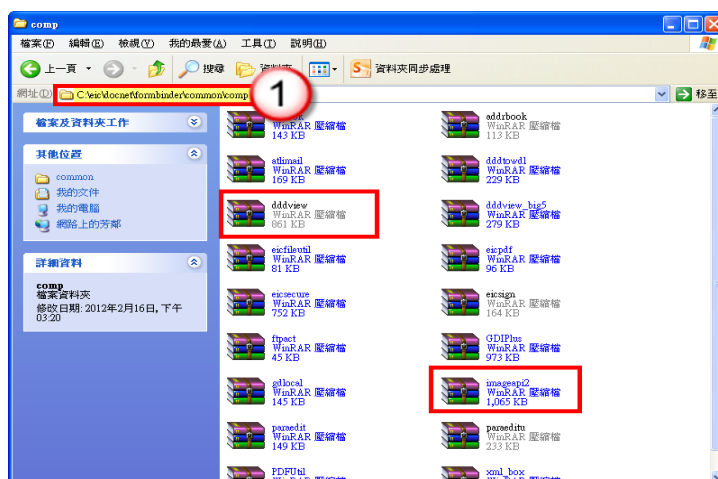 comp
檔案(F) 編輯(E) 檢視(V) 我的最愛(A) 工具(T) 說明(H)
上一頁 搜尋 資料夾 資料夾同步處理
網址(D) C:\eic\docnet\formbinder\common\comp 移至
1
檔案及資料夾工作
其他位置
common
我的文件
我的電腦
網路上的芳鄰
詳細資料
comp
檔案資料夾
修改日期: 2012年2月16日, 下午
03:20
WinRAR 壓縮檔
143 KB
addrbook
WinRAR 壓縮檔
113 KB
atlimail
WinRAR 壓縮檔
169 KB
dddtowdl
WinRAR 壓縮檔
229 KB
dddview
WinRAR 壓縮檔
861 KB
dddview_big5
WinRAR 壓縮檔
279 KB
eicfileutil
WinRAR 壓縮檔
81 KB
eicpdf
WinRAR 壓縮檔
96 KB
eicsecure
WinRAR 壓縮檔
752 KB
eicsign
WinRAR 壓縮檔
164 KB
ftpact
WinRAR 壓縮檔
45 KB
GDIPlus
WinRAR 壓縮檔
973 KB
gdlocal
WinRAR 壓縮檔
145 KB
imageapi2
WinRAR 壓縮檔
1,065 KB
paraedit
WinRAR 壓縮檔
149 KB
paraeditu
WinRAR 壓縮檔
233 KB
PDFUtil
WinRAR 壓縮檔
xml_box
WinRAR 壓縮檔